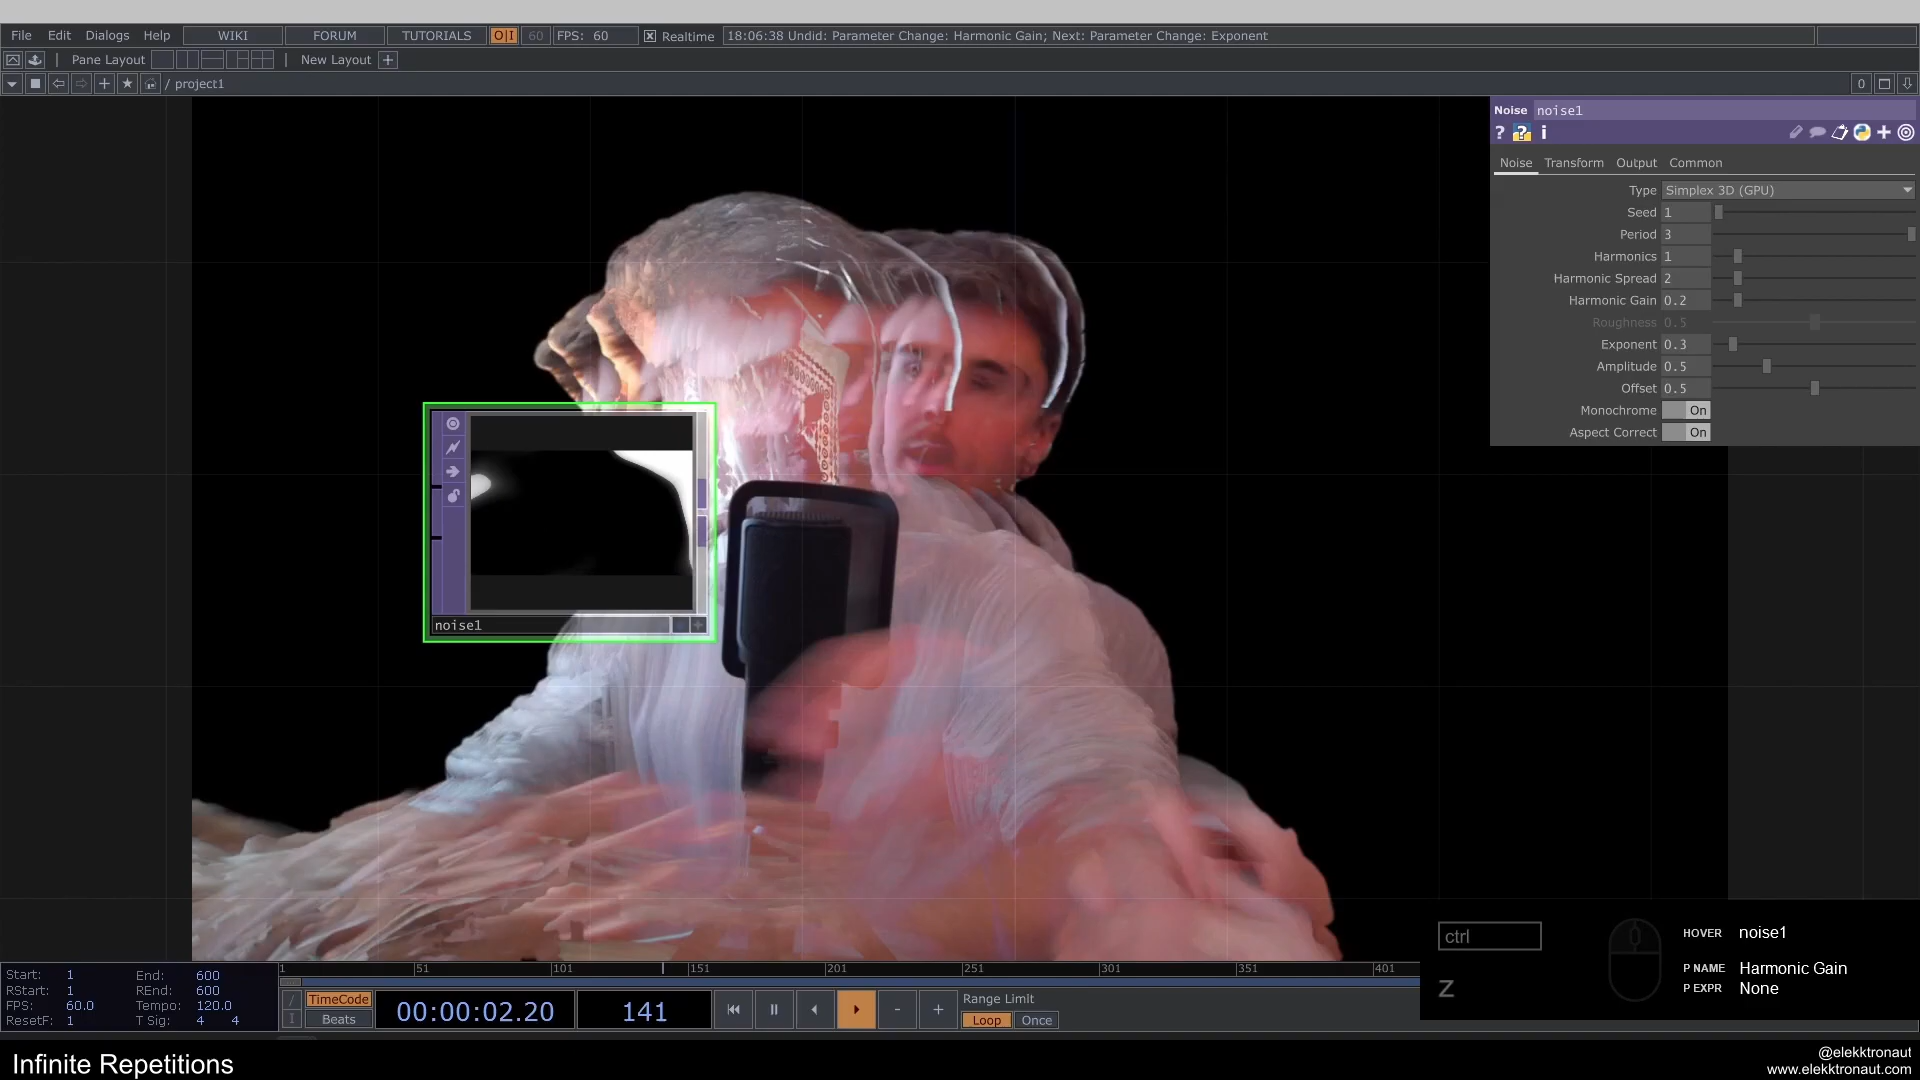 File Edit Dialogs Help WIKI FORUM TUTORIALS O|I 60 FPS: 60 Realtime 18:06:38 Undid: Parameter Change: Harmonic Gain; Next: Parameter Change: Exponent
Pane Layout New Layout +
/ project1 0
Noise noise1
? ? i
Noise Transform Output Common
Type Simplex 3D (GPU)
Seed 1
Period 3
Harmonics 1
Harmonic Spread 2
Harmonic Gain 0.2
Roughness 0.5
Exponent 0.3
Amplitude 0.5
Offset 0.5
Monochrome On
Aspect Correct On
noise1
ctrl
Z
HOVER noise1
P NAME Harmonic Gain
P EXPR None
1 51 101 151 201 251 301 351 401
Start: 1 End: 600
RStart: 1 REnd: 600
FPS: 60.0 Tempo: 120.0
ResetF: 1 T Sig: 4 4
TimeCode
Beats
00:00:02.20
141
- +
Range Limit
Loop Once
Infinite Repetitions
@elekktronaut
www.elekktronaut.com